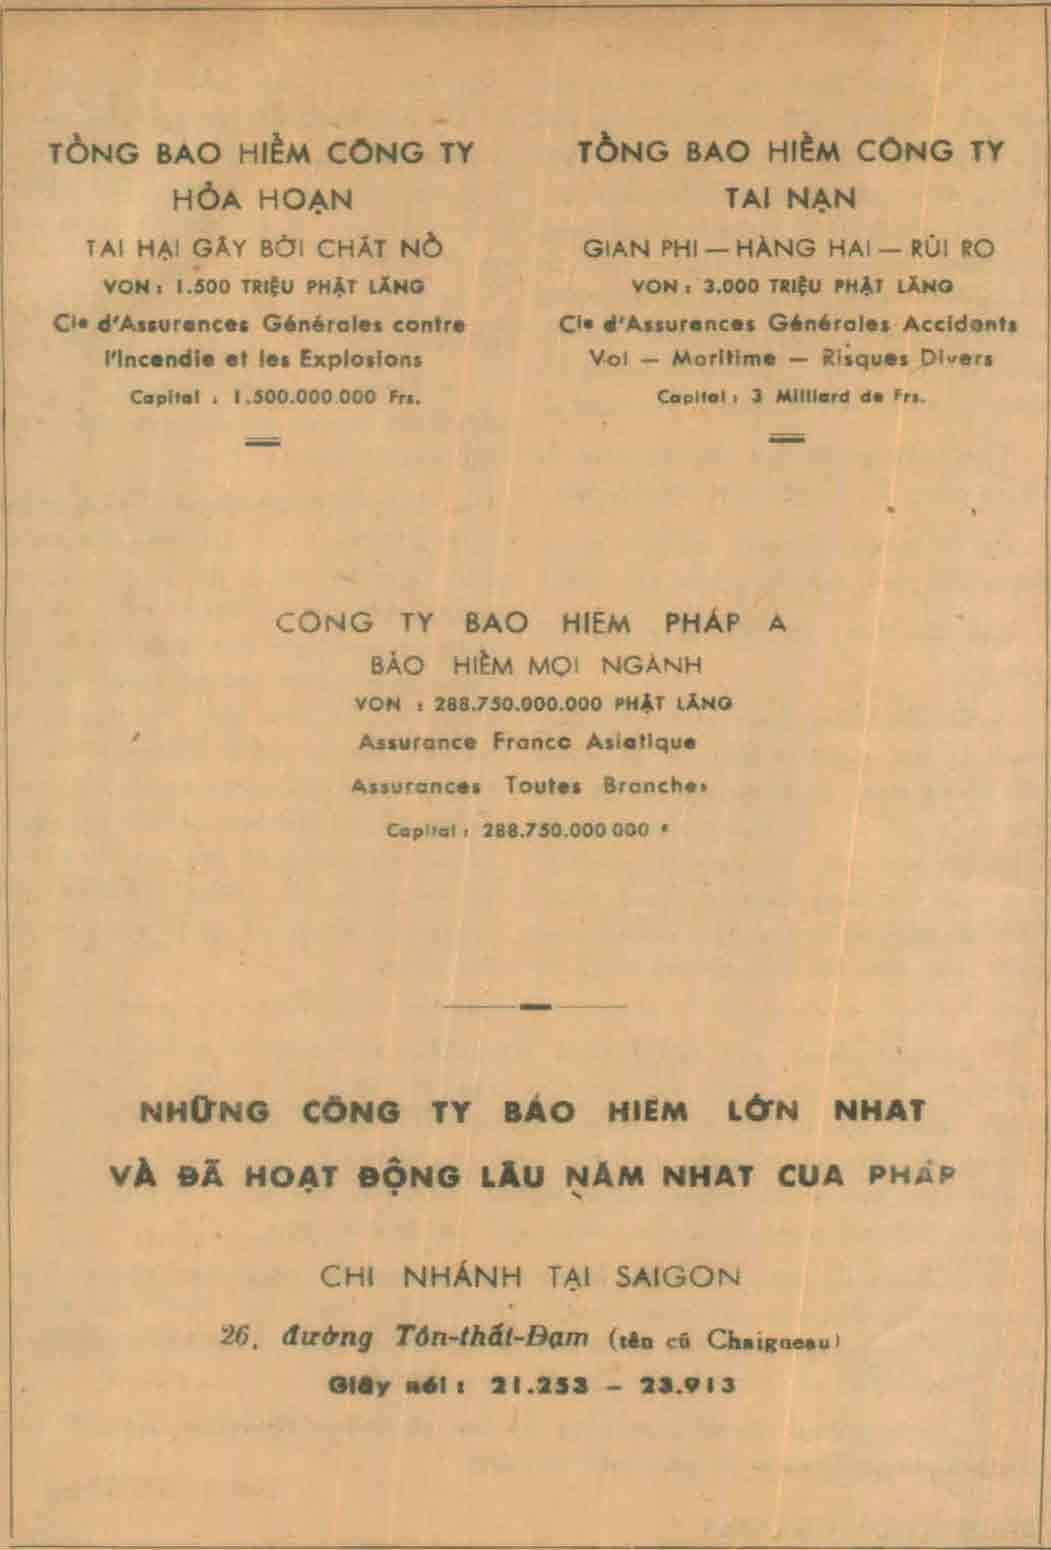 TỔNG BAO HIỂM CÔNG TY
HỎA HOẠN
TAI HẠI GÂY BỞI CHẤT NỔ
VON : 1.500 TRIỆU PHẬT LĂNG
Cie d'Assurances Générales contre
l'Incendie et les Explosions
Capital : 1.500.000.000 Frs.
TỔNG BAO HIỂM CÔNG TY
TAI NẠN
GIAN PHI — HÀNG HAI — RỦI RO
VON : 3.000 TRIỆU PHẬT LĂNG
Cie d'Assurances Générales Accidents
Vol — Maritime — Risques Divers
Capital : 3 Milliard de Frs.
CÔNG TY BAO HIEM PHÁP A
BẢO HIỂM MỌI NGÀNH
VON : 288.750.000.000 PHẬT LĂNG
Assurance Franco Asiatique
Assurances Toutes Branches
Capital : 288.750.000.000 F
NHỮNG CÔNG TY BẢO HIEM LỚN NHAT
VÀ ĐÃ HOẠT ĐỘNG LÂU NĂM NHAT CUA PHÁP
CHI NHÁNH TẠI SAIGON
26, đường Tôn-thất-Đạm (tên cũ Chaigneau)
Giây nói : 21.253 – 23.913